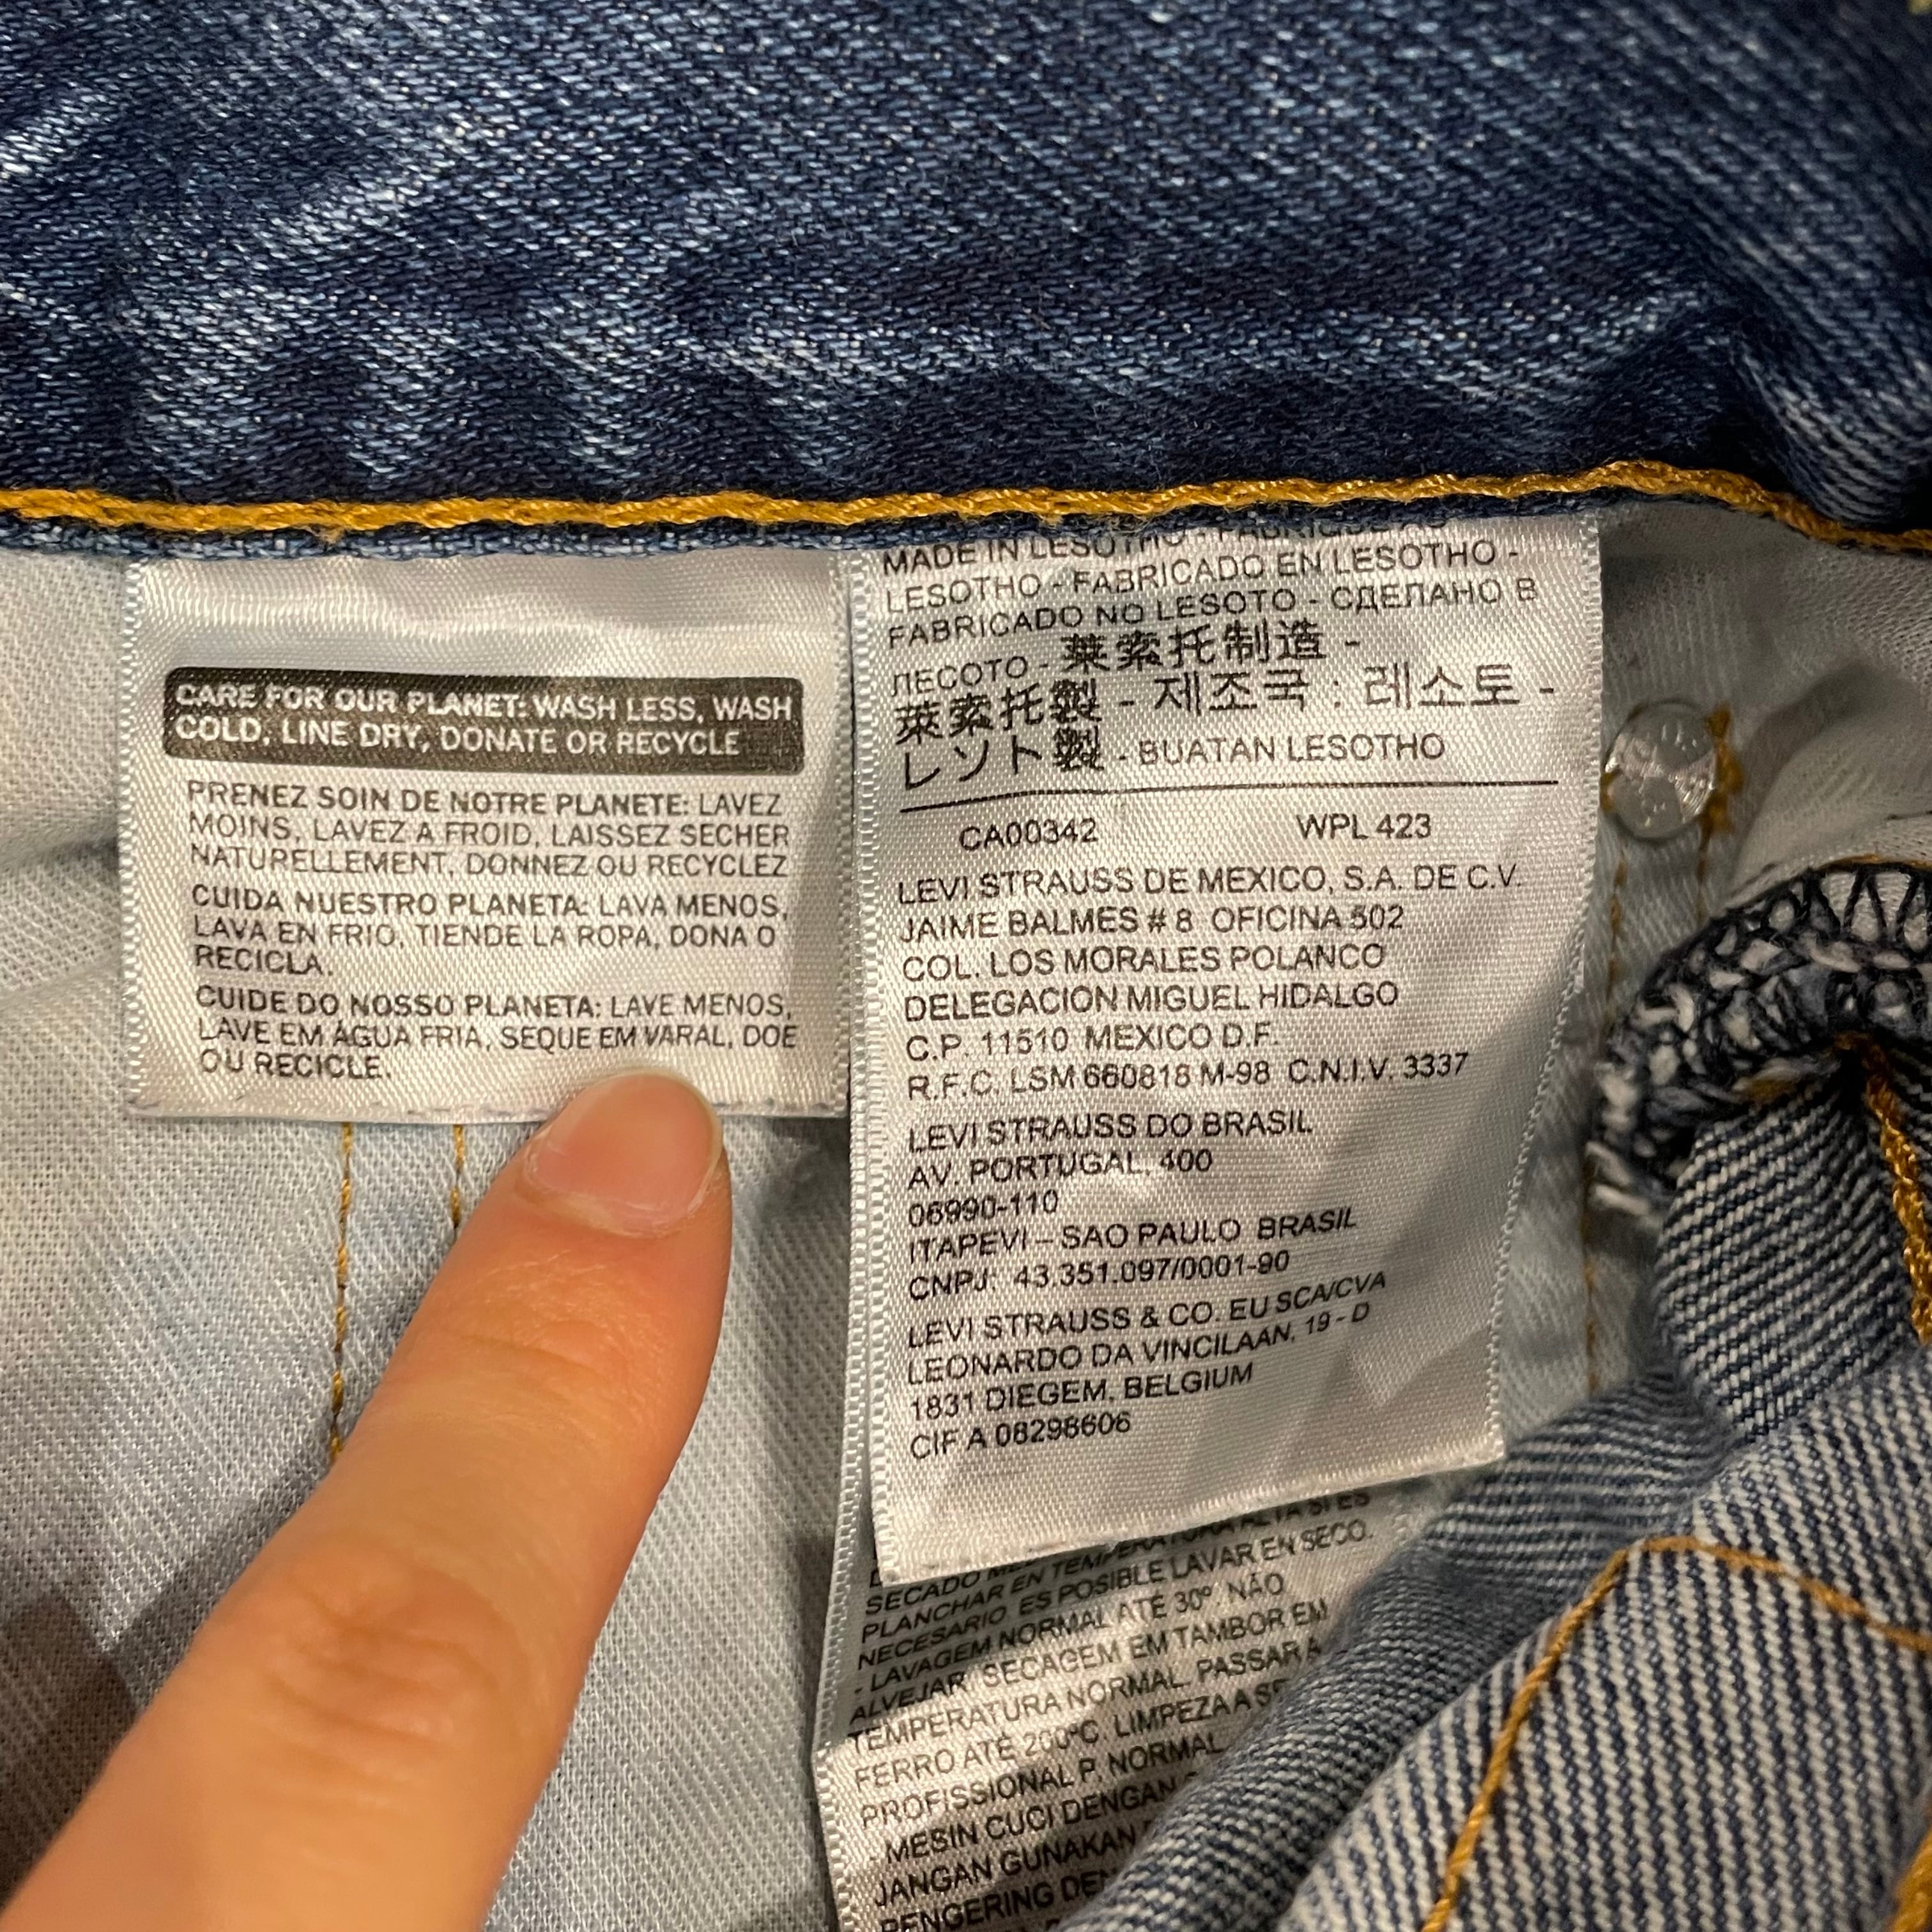 CARE FOR OUR PLANET: WASH LESS, WASH
COLD, LINE DRY, DONATE OR RECYCLE
PRENEZ SOIN DE NOTRE PLANETE: LAVEZ
MOINS, LAVEZ A FROID, LAISSEZ SECHER
NATURELLEMENT, DONNEZ OU RECYCLEZ
CUIDA NUESTRO PLANETA: LAVA MENOS,
LAVA EN FRIO, TIENDE LA ROPA, DONA O
RECICLA.
CUIDE DO NOSSO PLANETA: LAVE MENOS,
LAVE EM ÁGUA FRIA, SEQUE EM VARAL, DOE
OU RECICLE.
MADE IN LESOTHO - FABRIQUE AU
LESOTHO - FABRICADO EN LESOTHO -
FABRICADO NO LESOTO - СДЕЛАНО В
ЛЕСОТО - 莱索托制造 -
萊索托製 - 제조국 : 레소토 -
レソト製 - BUATAN LESOTHO
CA00342 WPL 423
LEVI STRAUSS DE MEXICO, S.A. DE C.V.
JAIME BALMES # 8 OFICINA 502
COL. LOS MORALES POLANCO
DELEGACION MIGUEL HIDALGO
C.P. 11510 MEXICO D.F.
R.F.C. LSM 660818 M-98 C.N.I.V. 3337
LEVI STRAUSS DO BRASIL
AV. PORTUGAL, 400
06990-110
ITAPEVI – SAO PAULO BRASIL
CNPJ: 43.351.097/0001-90
LEVI STRAUSS & CO. EU SCA/CVA
LEONARDO DA VINCILAAN, 19 - D
1831 DIEGEM, BELGIUM
CIF A 08298606
SECADO TEMPERATURA ALTA SI ES
PLANCHAR EN
NECESARIO. ES POSIBLE LAVAR EN SECO.
- LAVAGEM NORMAL ATÉ 30º. NÃO
ALVEJAR. SECAGEM EM TAMBOR EM
TEMPERATURA NORMAL. PASSAR A
FERRO ATÉ 200ºC. LIMPEZA A
PROFISSIONAL P, NORMAL
- MESIN CUCI DENGAN
JANGAN GUNAKAN
PENGERING